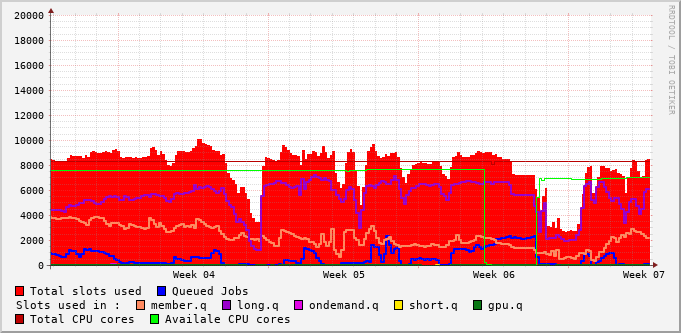 20000
18000
16000
14000
12000
10000
8000
6000
4000
2000
0
Week 04 Week 05 Week 06 Week 07
Total slots used Queued Jobs
Slots used in : member.q long.q ondemand.q short.q gpu.q
Total CPU cores Availale CPU cores
RRDTOOL / TOBI OETIKER